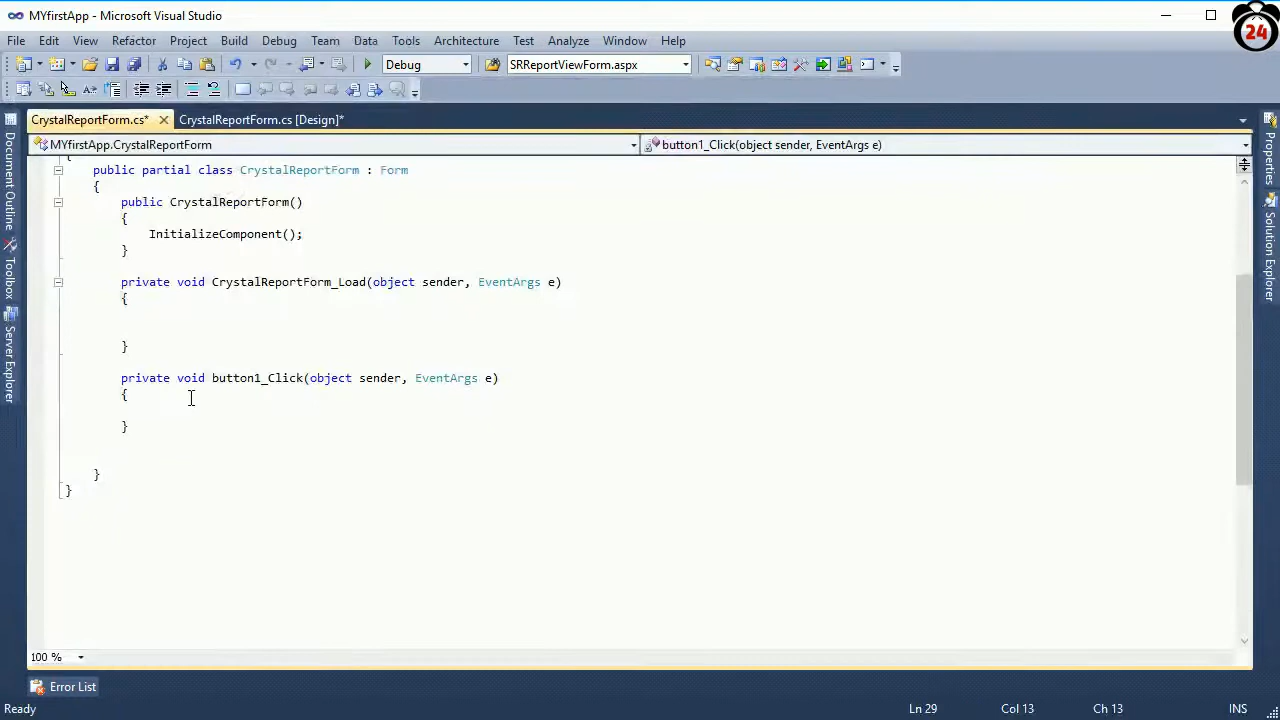 MYfirstApp - Microsoft Visual Studio
24
File Edit View Refactor Project Build Debug Team Data Tools Architecture Test Analyze Window Help
Debug SRReportViewForm.aspx
CrystalReportForm.cs* CrystalReportForm.cs [Design]*
MYfirstApp.CrystalReportForm button1_Click(object sender, EventArgs e)
{
public partial class CrystalReportForm : Form
{
public CrystalReportForm()
{
InitializeComponent();
}
private void CrystalReportForm_Load(object sender, EventArgs e)
{
}
private void button1_Click(object sender, EventArgs e)
{
}
}
}
Document Outline
Toolbox
Server Explorer
Properties
Solution Explorer
100 %
Error List
Ready Ln 29 Col 13 Ch 13 INS